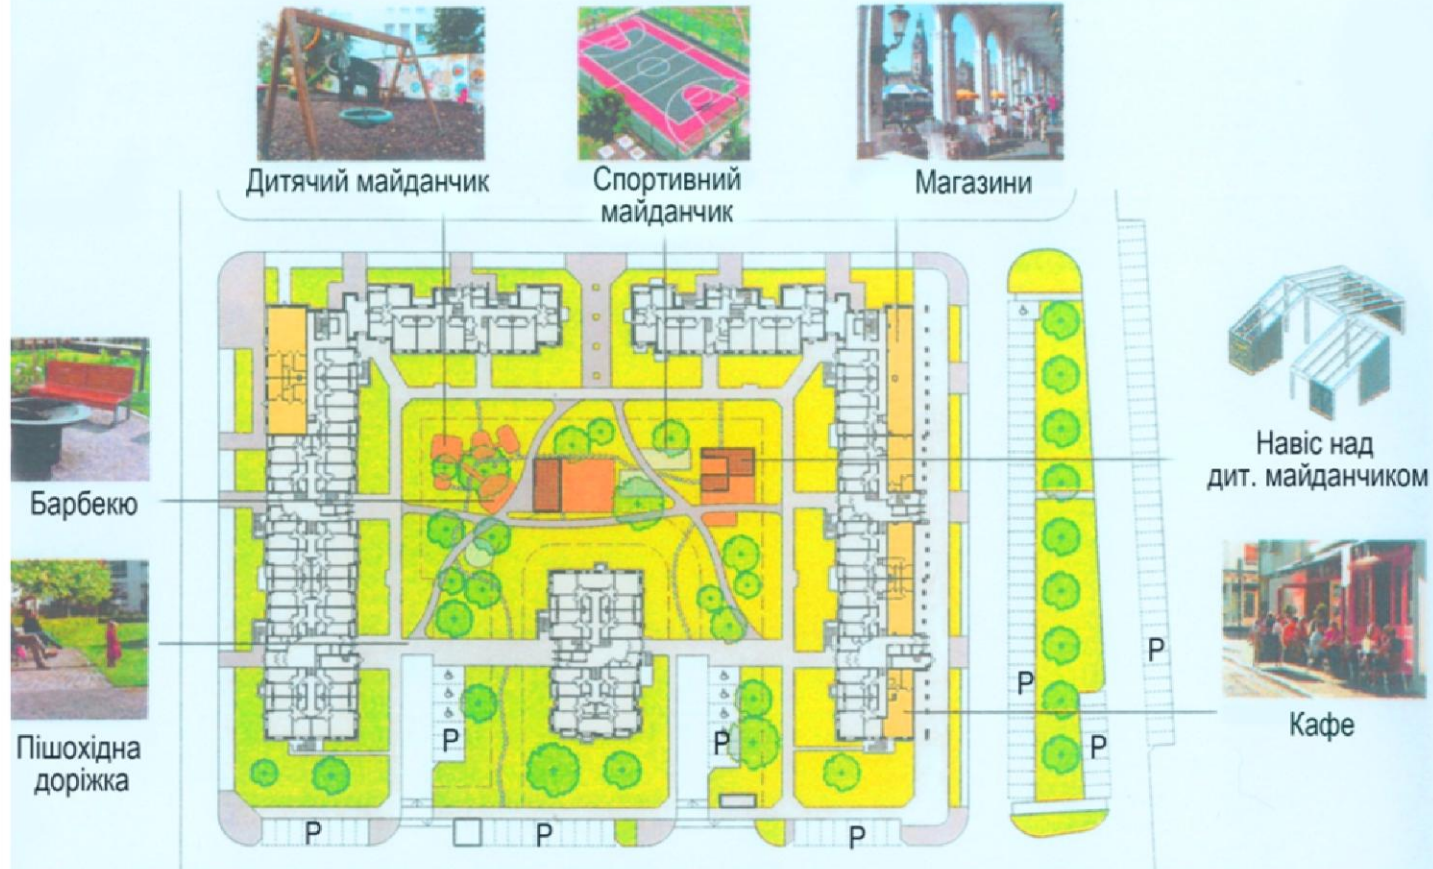 Дитячий майданчик
Спортивний
майданчик
Магазини
Барбекю
Навіс над
дит. майданчиком
Пішохідна
доріжка
Кафе
P
P
P
P
P
P
P
P